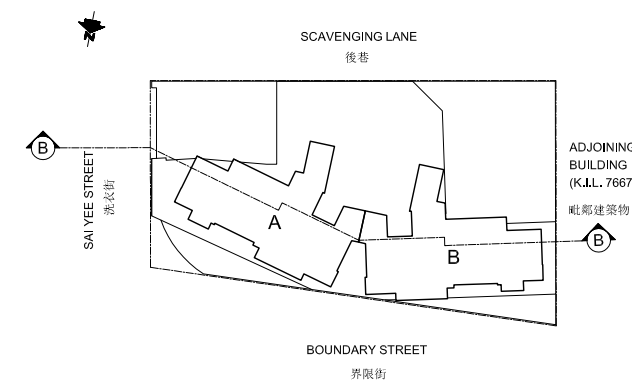 SCAVENGING LANE
後巷
B
SAI YEE STREET
洗衣街
ADJOINING
BUILDING
(K.I.L. 7667
毗鄰建築物
A
B
B
BOUNDARY STREET
界限街